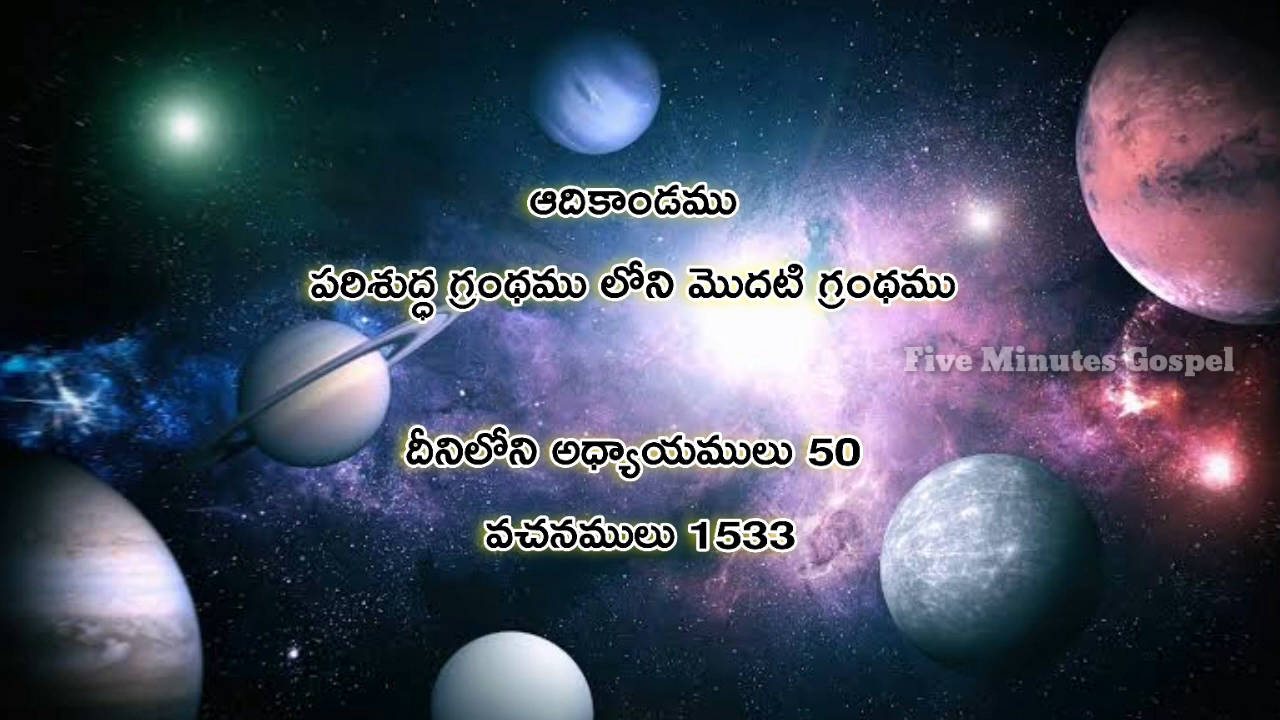 ఆదికాండము
పరిశుద్ధ గ్రంథము లోని మొదటి గ్రంథము
Five Minutes Gospel
దీనిలోని అధ్యాయములు 50
వచనములు 1533